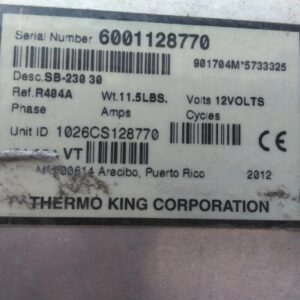 Serial Number 6001128770
901704M*5733325
Desc. SB-230 30
Ref. R404A Wt. 11.5LBS. Volts 12VOLTS
Phase Amps Cycles
Unit ID 1026CS128770
VT
00614 Arecibo, Puerto Rico 2012
THERMO KING CORPORATION